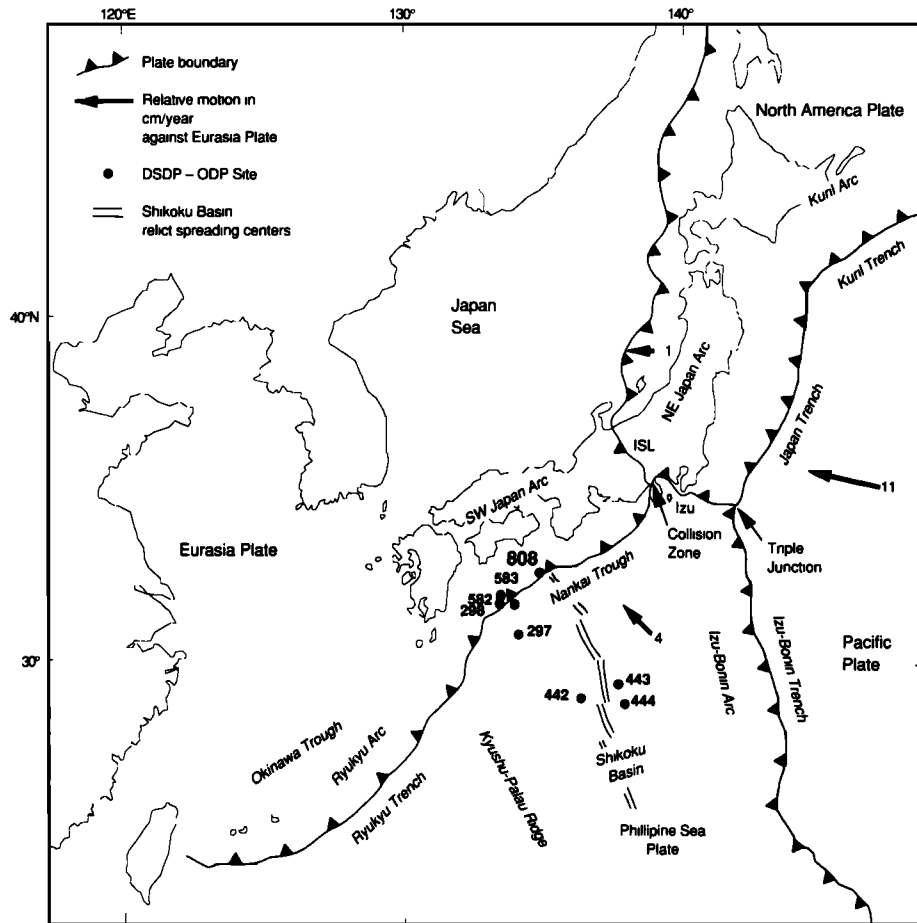 120°E
130°
140°
Plate boundary
Relative motion in
cm/year
against Eurasia Plate
DSDP – ODP Site
Shikoku Basin
relict spreading centers
North America Plate
Kuril Arc
Kuril Trench
40°N
Japan
Sea
1
NE Japan Arc
Japan Trench
ISL
11
SW Japan Arc
Izu
Collision
Zone
Triple
Junction
Eurasia Plate
808
583
582
298
297
Nankai Trough
4
Izu-Bonin Arc
Izu-Bonin Trench
Pacific
Plate
30°
443
442
444
Okinawa Trough
Ryukyu Arc
Ryukyu Trench
Kyushu-Palau Ridge
Shikoku
Basin
Phillipine Sea
Plate